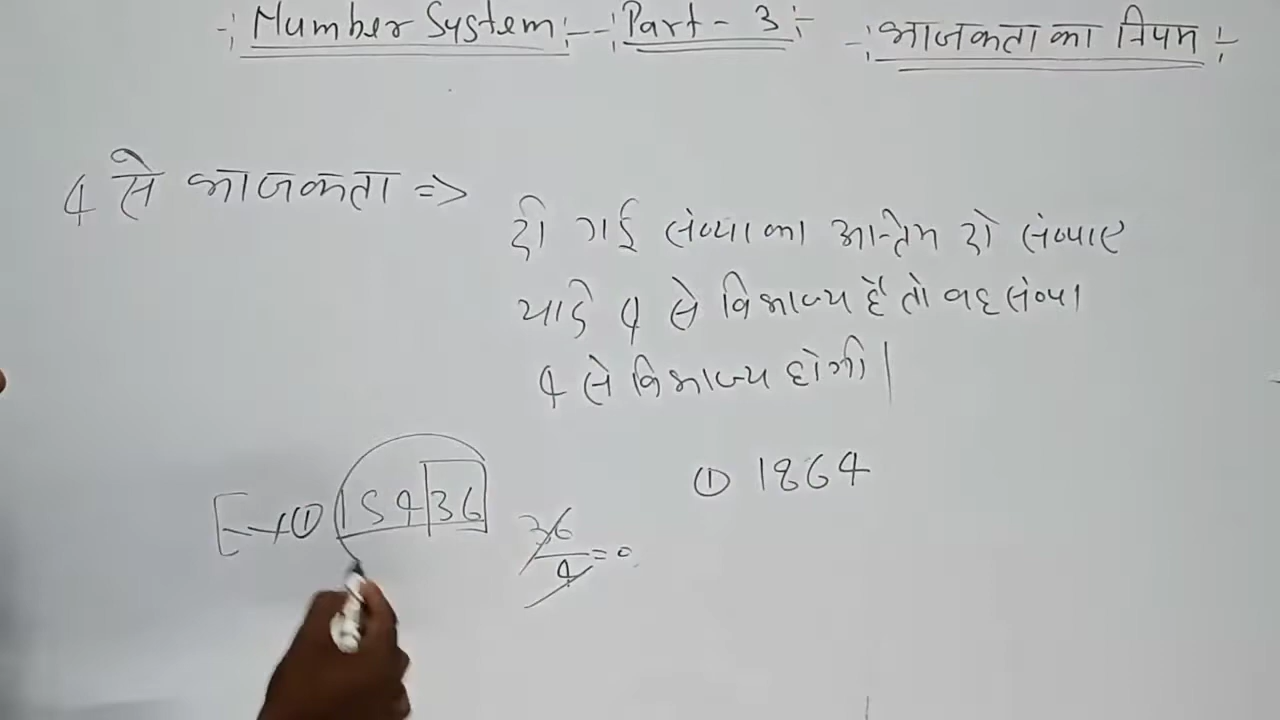 -: Number System :- -: Part - 3 :- -: भाजकता का नियम :-
4 से भाजकता =>
दी गई संख्या का अन्तिम दो संख्याए
यदि 4 से विभाज्य है तो वह संख्या
4 से विभाज्य होगी|
Ex ① 15436 36/4 = 0
① 1864